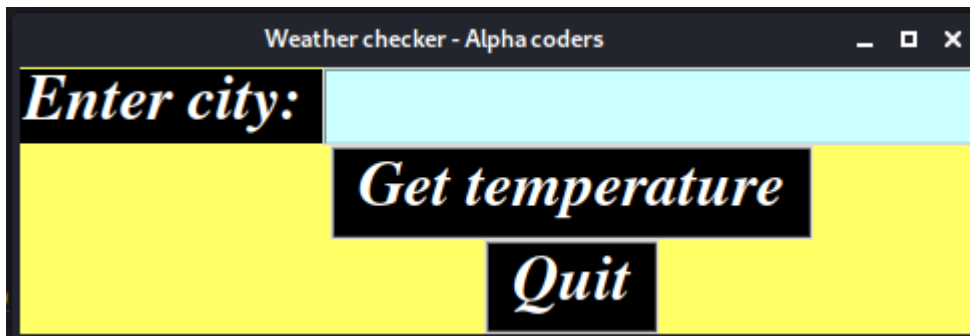 Weather checker - Alpha coders
Enter city:
Get temperature
Quit